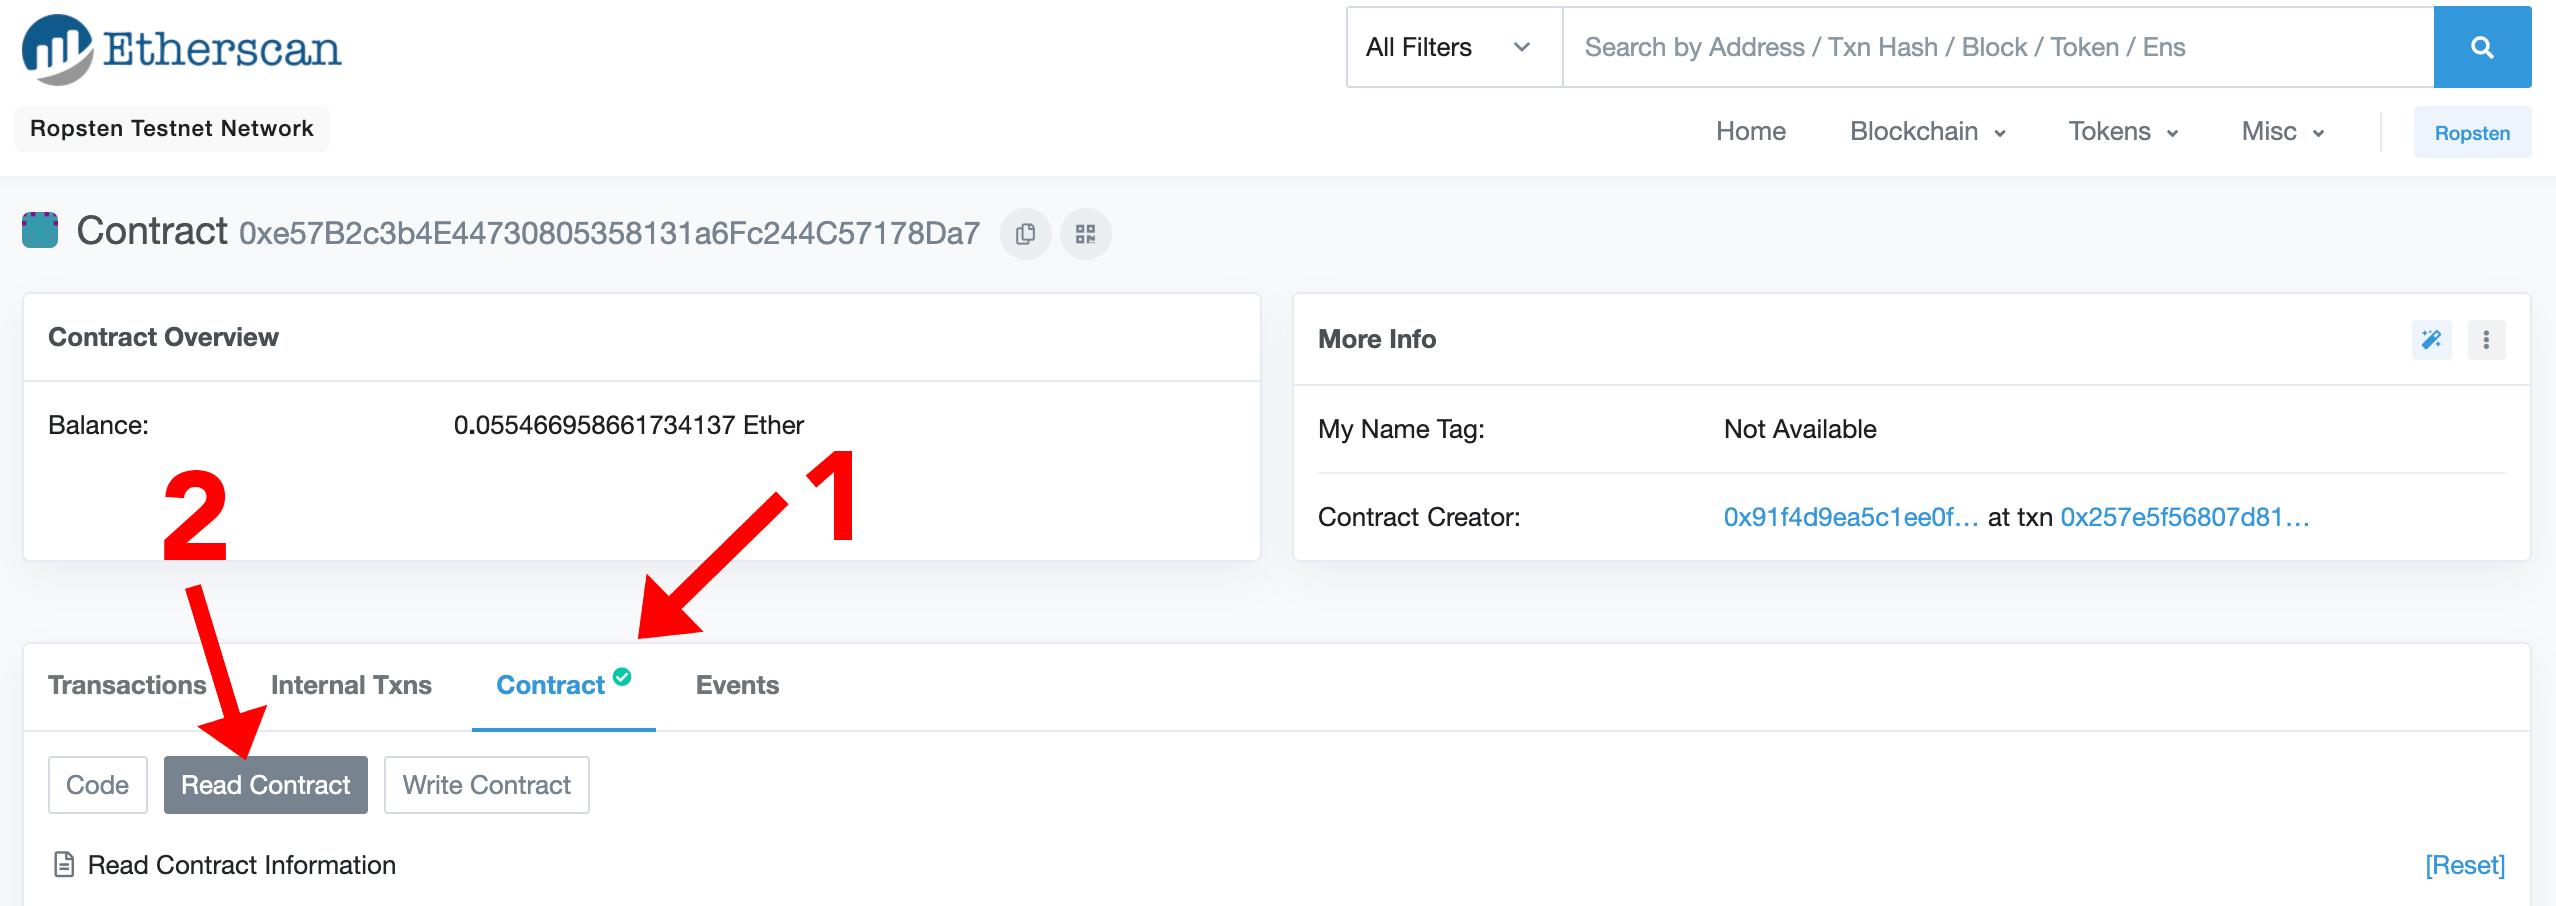 Etherscan
All Filters
Search by Address / Txn Hash / Block / Token / Ens
Ropsten Testnet Network
Home
Blockchain
Tokens
Misc
Ropsten
Contract 0xe57B2c3b4E44730805358131a6Fc244C57178Da7
Contract Overview
Balance:
0.055466958661734137 Ether
More Info
My Name Tag:
Not Available
Contract Creator:
0x91f4d9ea5c1ee0f... at txn 0x257e5f56807d81...
2
1
Transactions
Internal Txns
Contract
Events
Code
Read Contract
Write Contract
Read Contract Information
[Reset]